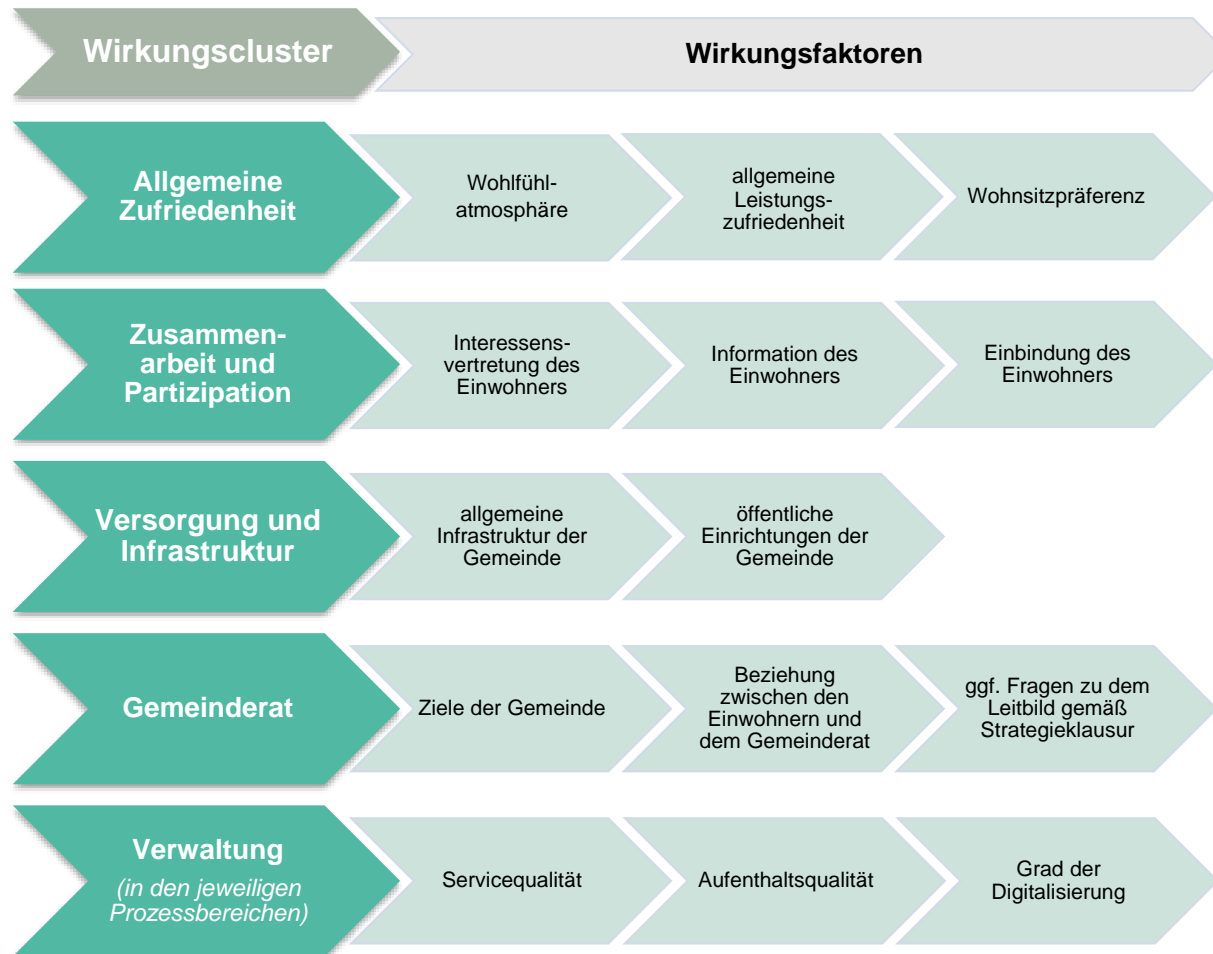 Wirkungscluster
Wirkungsfaktoren
Allgemeine
Zufriedenheit
Wohlfühl-
atmosphäre
allgemeine
Leistungs-
zufriedenheit
Wohnsitzpräferenz
Zusammen-
arbeit und
Partizipation
Interessens-
vertretung des
Einwohners
Information des
Einwohners
Einbindung des
Einwohners
Versorgung und
Infrastruktur
allgemeine
Infrastruktur der
Gemeinde
öffentliche
Einrichtungen der
Gemeinde
Gemeinderat
Ziele der Gemeinde
Beziehung
zwischen den
Einwohnern und
dem Gemeinderat
ggf. Fragen zu dem
Leitbild gemäß
Strategieklausur
Verwaltung
(in den jeweiligen
Prozessbereichen)
Servicequalität
Aufenthaltsqualität
Grad der
Digitalisierung